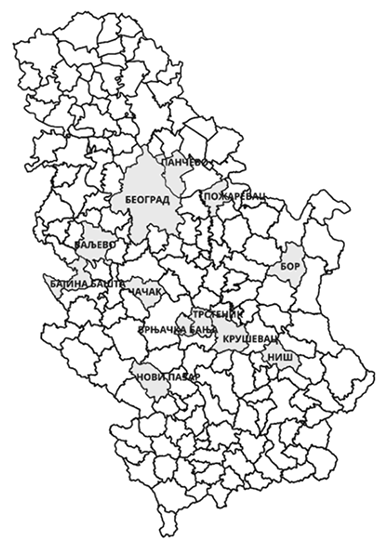 ПАНЧЕВО
БЕОГРАД
ПОЖАРЕВАЦ
ВАЉЕВО
БОР
БАЈИНА БАШТА
ЧАЧАК
ТРСТЕНИК
ВРЊАЧКА БАЊА
КРУШЕВАЦ
НИШ
НОВИ ПАЗАР